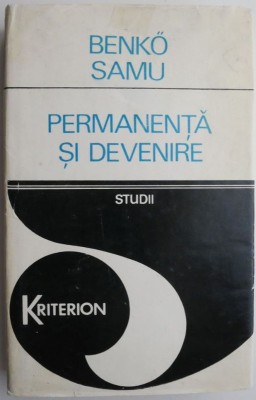 BENKŐ
SAMU
PERMANENȚĂ
ȘI DEVENIRE
STUDII
KRITERION